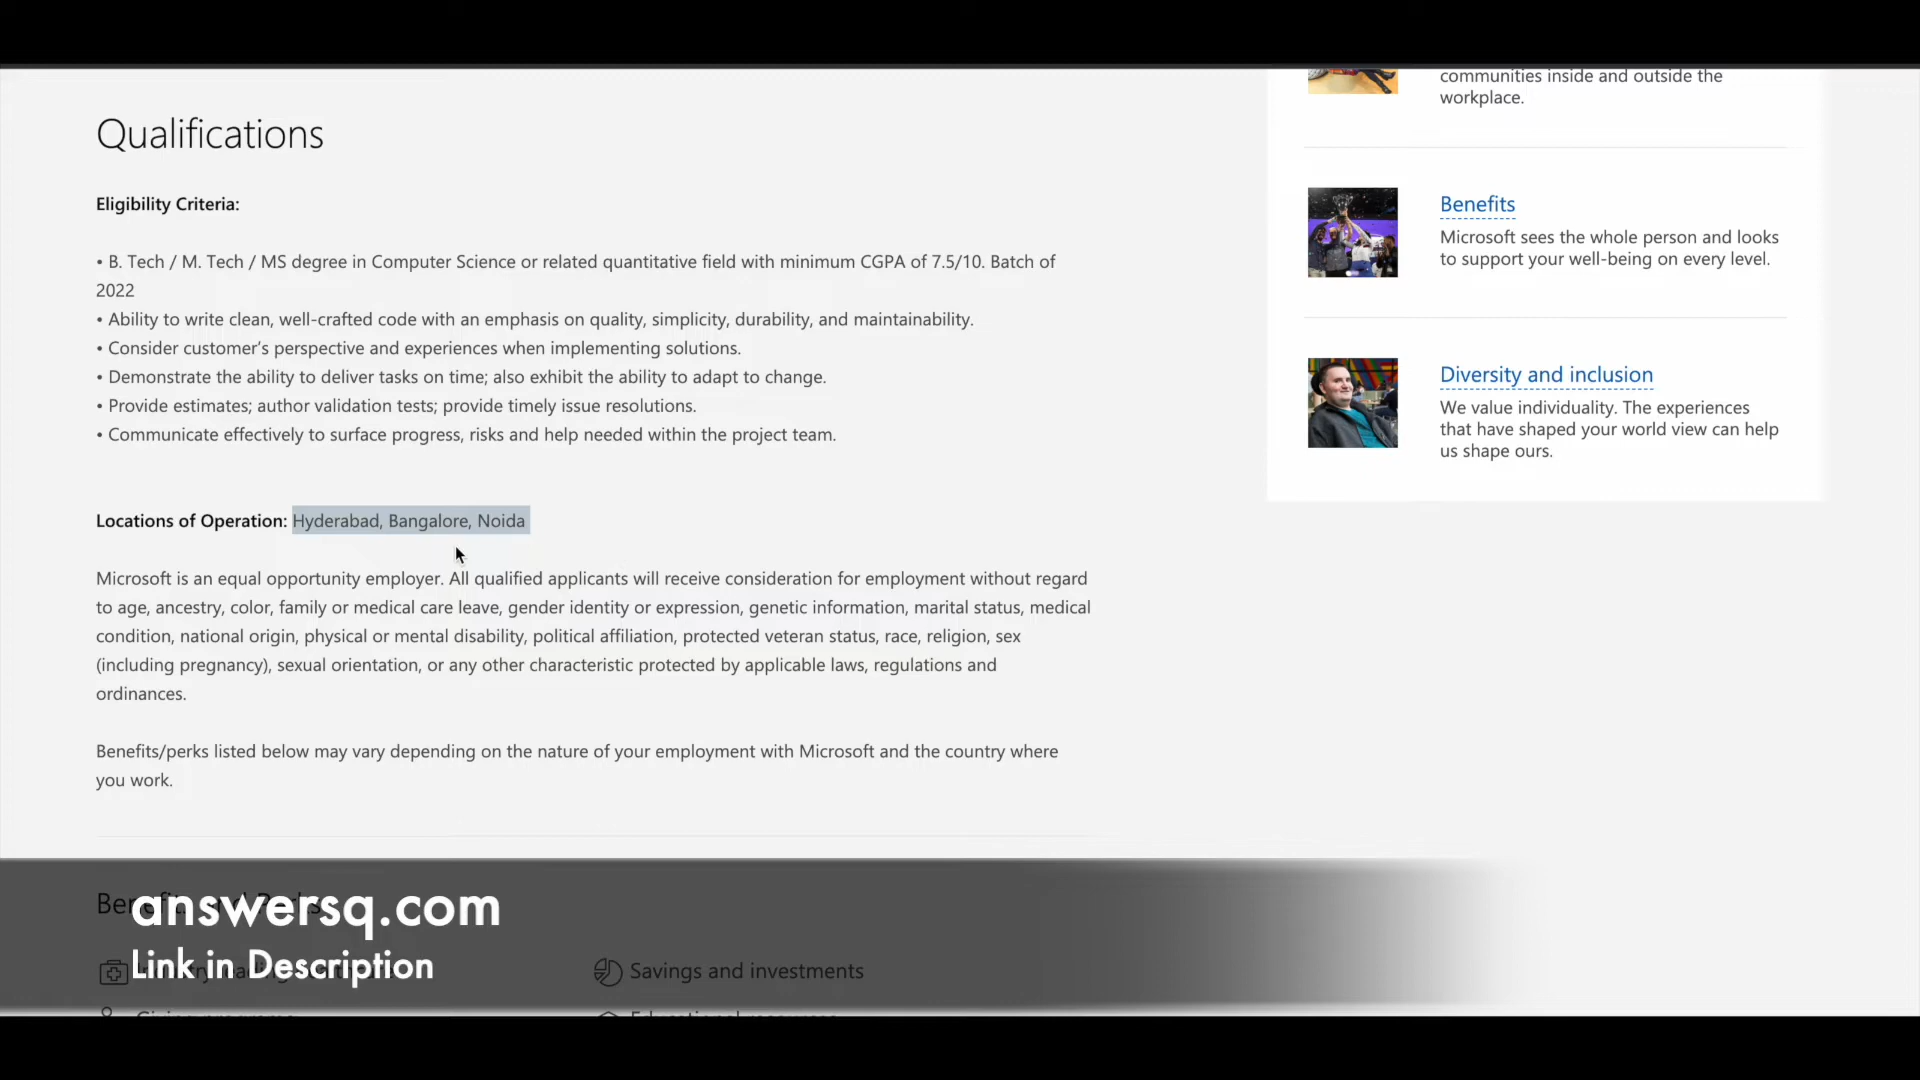 communities inside and outside the
workplace.
Qualifications
Eligibility Criteria:
• B. Tech / M. Tech / MS degree in Computer Science or related quantitative field with minimum CGPA of 7.5/10. Batch of
2022
• Ability to write clean, well-crafted code with an emphasis on quality, simplicity, durability, and maintainability.
• Consider customer's perspective and experiences when implementing solutions.
• Demonstrate the ability to deliver tasks on time; also exhibit the ability to adapt to change.
• Provide estimates; author validation tests; provide timely issue resolutions.
• Communicate effectively to surface progress, risks and help needed within the project team.
Locations of Operation: Hyderabad, Bangalore, Noida
Microsoft is an equal opportunity employer. All qualified applicants will receive consideration for employment without regard
to age, ancestry, color, family or medical care leave, gender identity or expression, genetic information, marital status, medical
condition, national origin, physical or mental disability, political affiliation, protected veteran status, race, religion, sex
(including pregnancy), sexual orientation, or any other characteristic protected by applicable laws, regulations and
ordinances.
Benefits/perks listed below may vary depending on the nature of your employment with Microsoft and the country where
you work.
Benefits
Microsoft sees the whole person and looks
to support your well-being on every level.
Diversity and inclusion
We value individuality. The experiences
that have shaped your world view can help
us shape ours.
answersq.com
Link in Description
Savings and investments